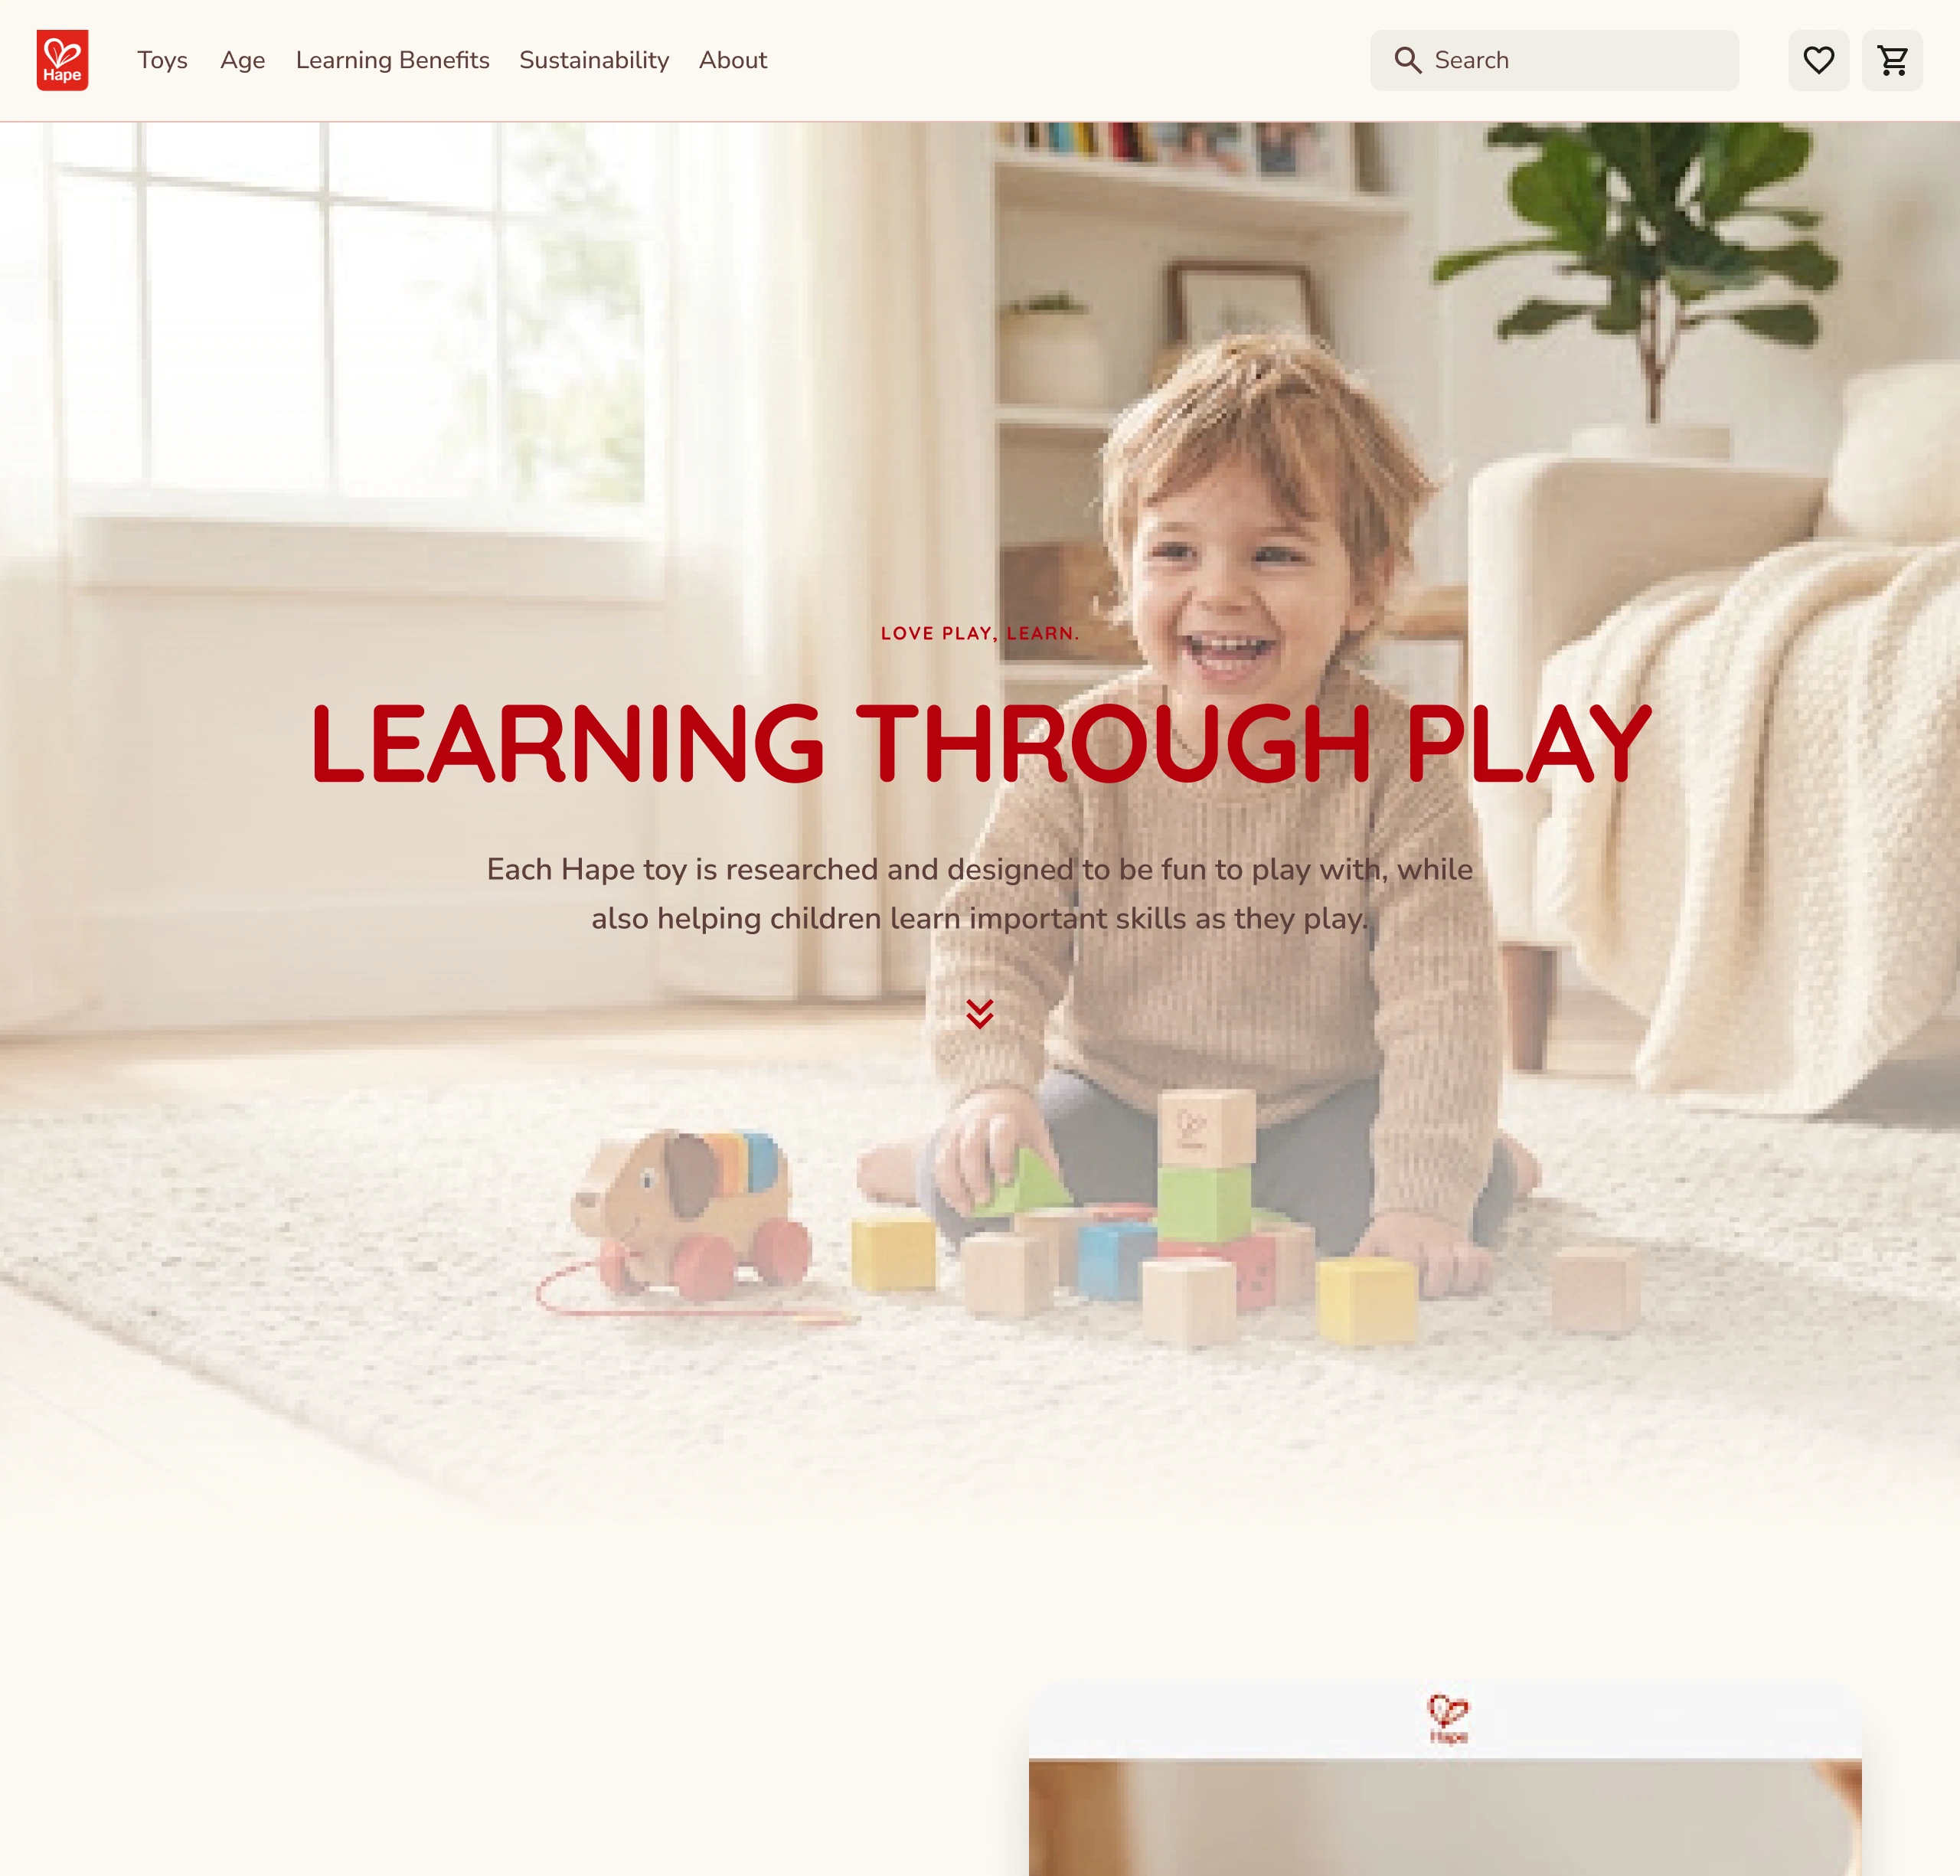 Hape
Toys
Age
Learning Benefits
Sustainability
About
Search
LOVE PLAY, LEARN.
LEARNING THROUGH PLAY
Each Hape toy is researched and designed to be fun to play with, while
also helping children learn important skills as they play.
Hape